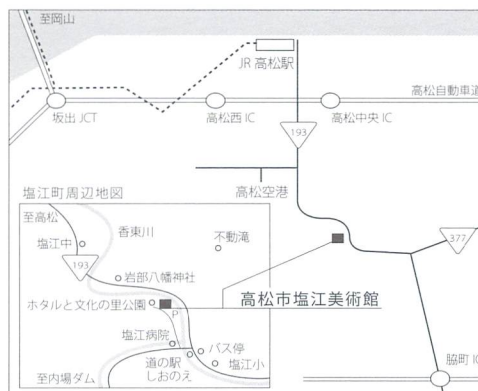 至岡山
JR 高松駅
坂出 JCT
高松西 IC
高松中央 IC
高松自動車道
193
高松空港
377
高松市塩江美術館
脇町 IC
塩江町周辺地図
至高松
塩江中
香東川
不動滝
193
岩部八幡神社
ホタルと文化の里公園
P
塩江病院
バス停
道の駅
しおのえ
塩江小
至内場ダム